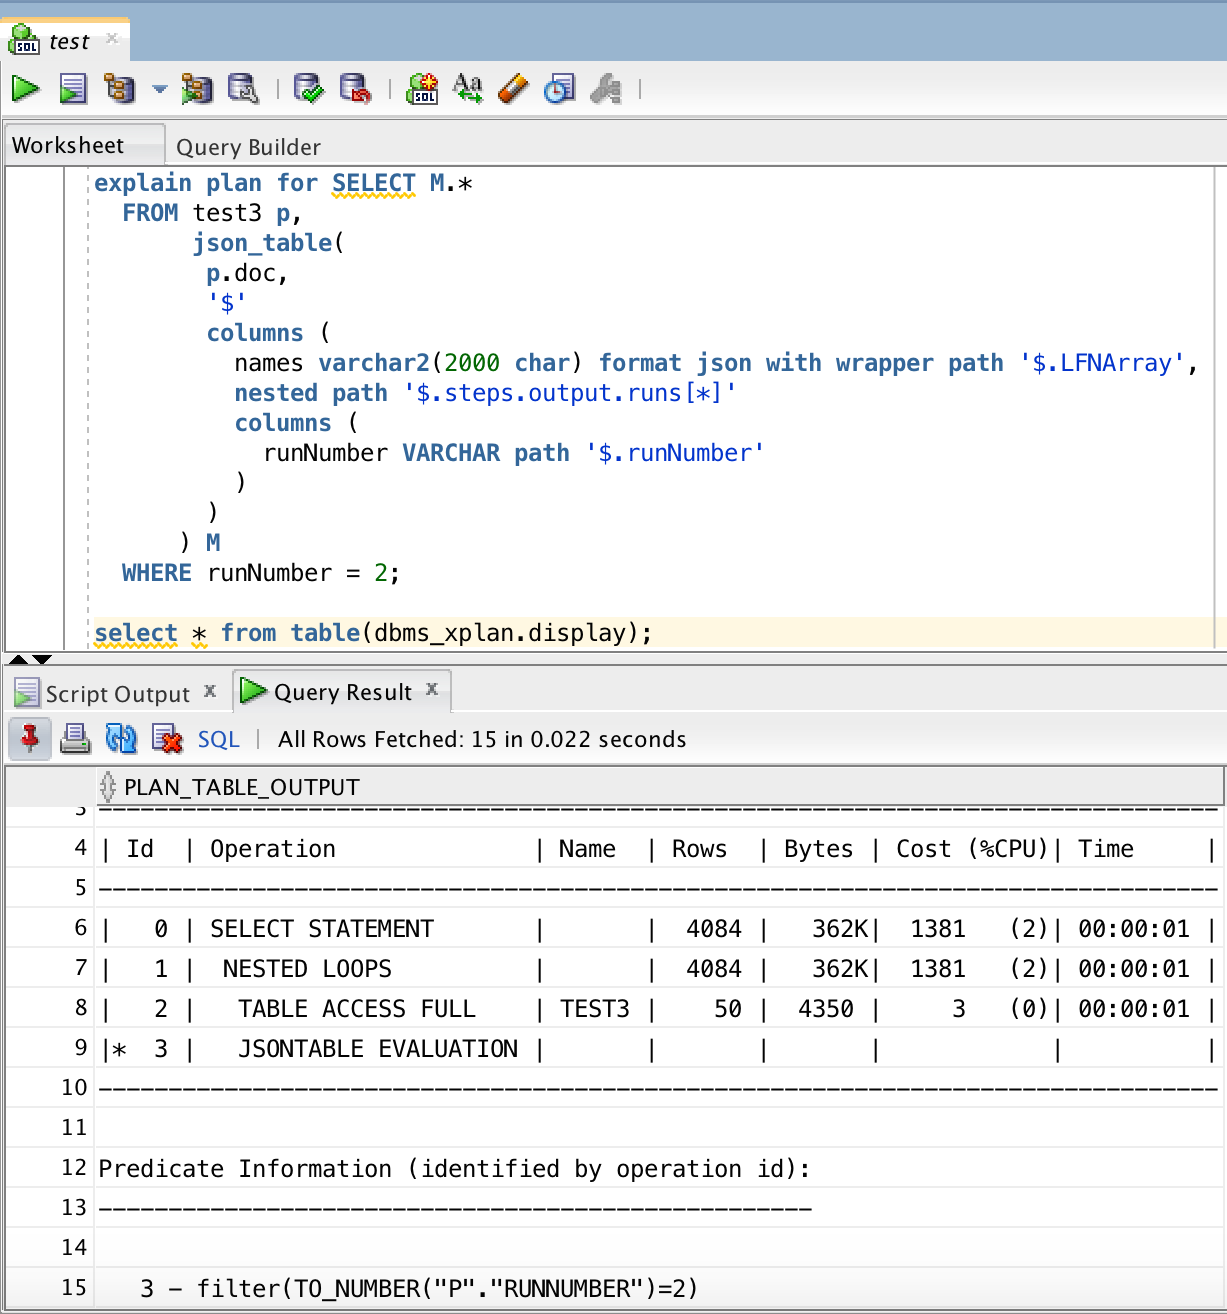 test
Worksheet Query Builder
explain plan for SELECT M.*
FROM test3 p,
json_table(
p.doc,
'$'
columns (
names varchar2(2000 char) format json with wrapper path '$.LFNArray',
nested path '$.steps.output.runs[*]'
columns (
runNumber VARCHAR path '$.runNumber'
)
)
) M
WHERE runNumber = 2;
select * from table(dbms_xplan.display);
Script Output x Query Result x
SQL | All Rows Fetched: 15 in 0.022 seconds
PLAN_TABLE_OUTPUT
3 --------------------------------------------------------------------------------
4 | Id | Operation | Name | Rows | Bytes | Cost (%CPU)| Time |
5 --------------------------------------------------------------------------------
6 | 0 | SELECT STATEMENT | | 4084 | 362K| 1381 (2)| 00:00:01 |
7 | 1 | NESTED LOOPS | | 4084 | 362K| 1381 (2)| 00:00:01 |
8 | 2 | TABLE ACCESS FULL | TEST3 | 50 | 4350 | 3 (0)| 00:00:01 |
9 |* 3 | JSONTABLE EVALUATION | | | | | |
10 --------------------------------------------------------------------------------
11
12 Predicate Information (identified by operation id):
13 ---------------------------------------------------
14
15 3 - filter(TO_NUMBER("P"."RUNNUMBER")=2)